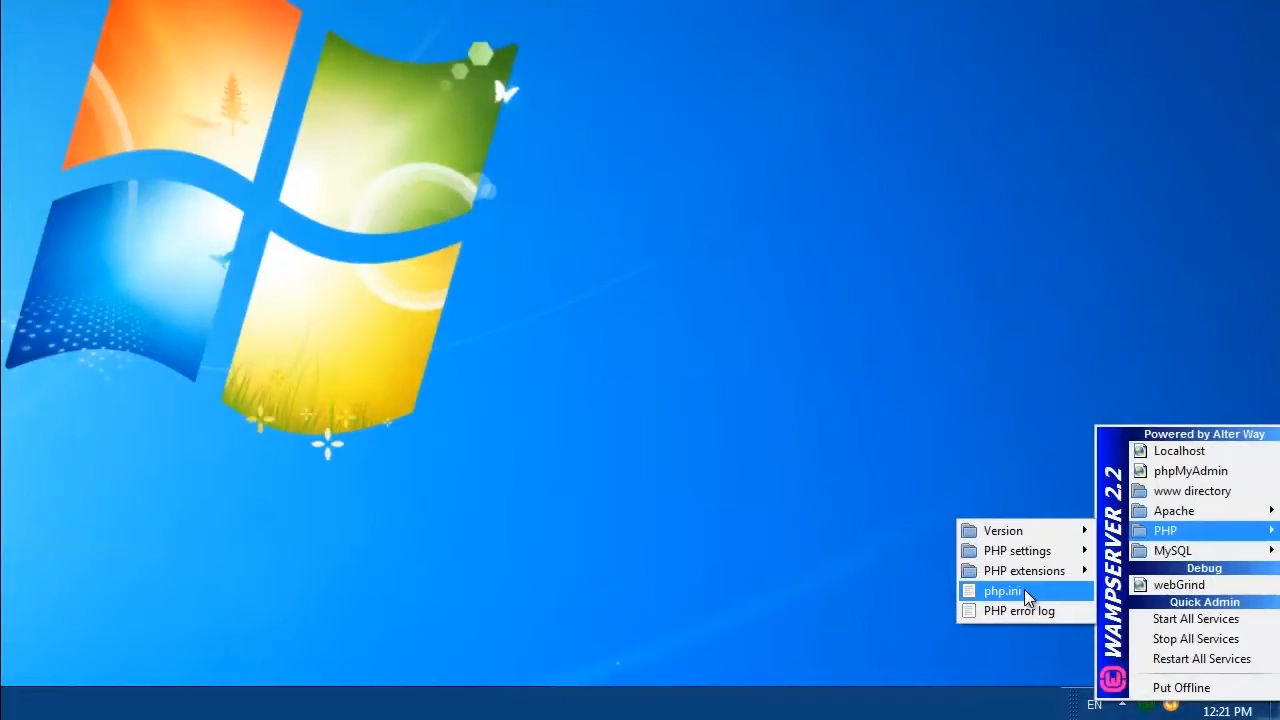 Powered by Alter Way
Localhost
phpMyAdmin
www directory
Apache
PHP
MySQL
Debug
webGrind
Quick Admin
Start All Services
Stop All Services
Restart All Services
Put Offline
WAMPSERVER 2.2
Version
PHP settings
PHP extensions
php.ini
PHP error log
EN
12:21 PM